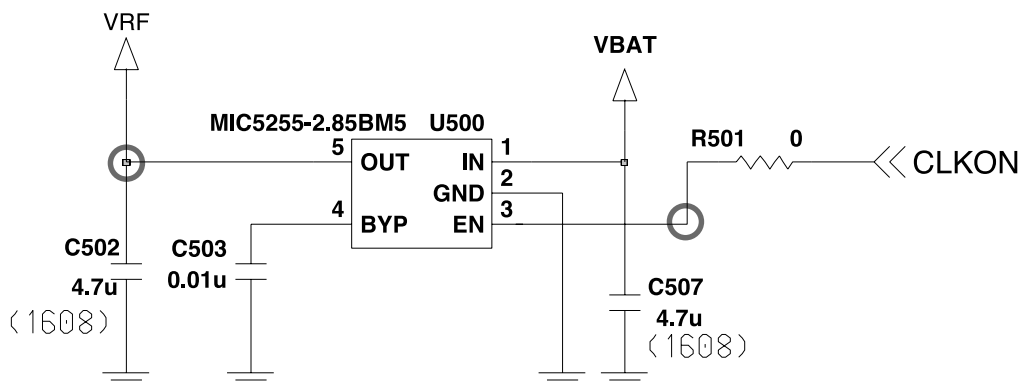 VRF
VBAT
MIC5255-2.85BM5 U500
R501 0
CLKON
5 OUT IN 1
GND 2
4 BYP EN 3
C502
4.7u
(1608)
C503
0.01u
C507
4.7u
(1608)